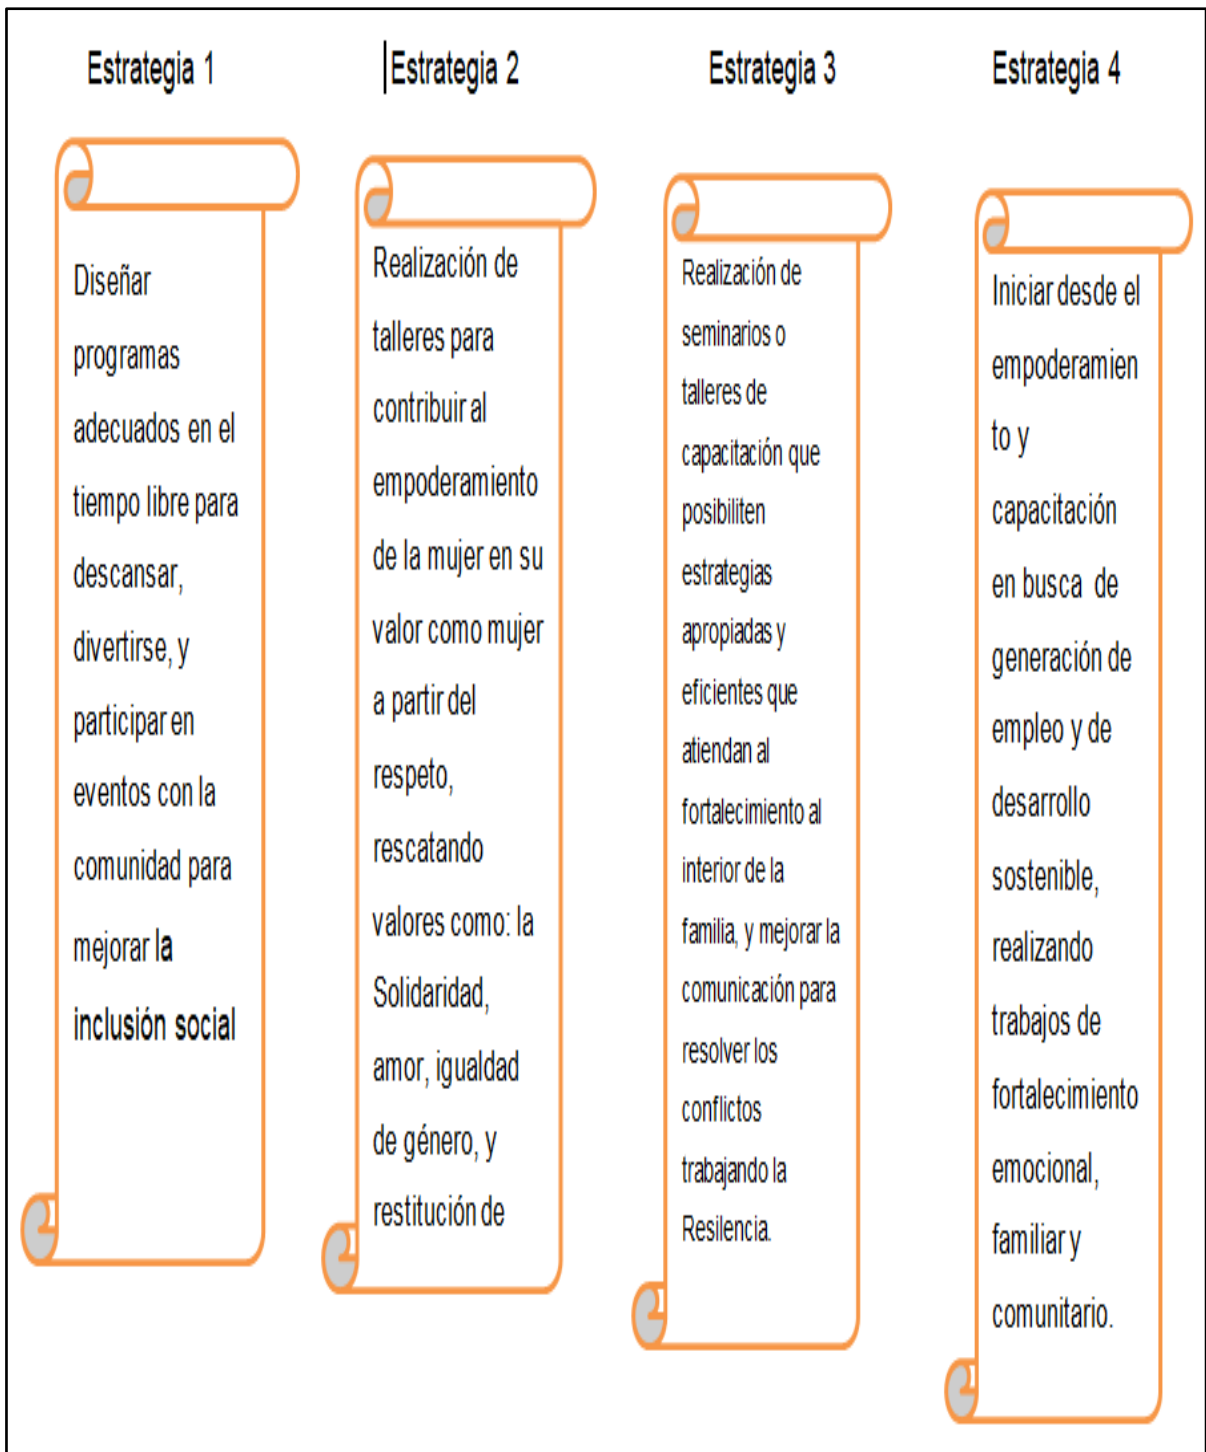 Estrategia 1
Diseñar
programas
adecuados en el
tiempo libre para
descansar,
divertirse, y
participar en
eventos con la
comunidad para
mejorar la
inclusión social
Estrategia 2
Realización de
talleres para
contribuir al
empoderamiento
de la mujer en su
valor como mujer
a partir del
respeto,
rescatando
valores como: la
Solidaridad,
amor, igualdad
de género, y
restitución de
Estrategia 3
Realización de
seminarios o
talleres de
capacitación que
posibiliten
estrategias
apropiadas y
eficientes que
atiendan al
fortalecimiento al
interior de la
familia, y mejorar la
comunicación para
resolver los
conflictos
trabajando la
Resilencia.
Estrategia 4
Iniciar desde el
empoderamien
to y
capacitación
en busca de
generación de
empleo y de
desarrollo
sostenible,
realizando
trabajos de
fortalecimiento
emocional,
familiar y
comunitario.